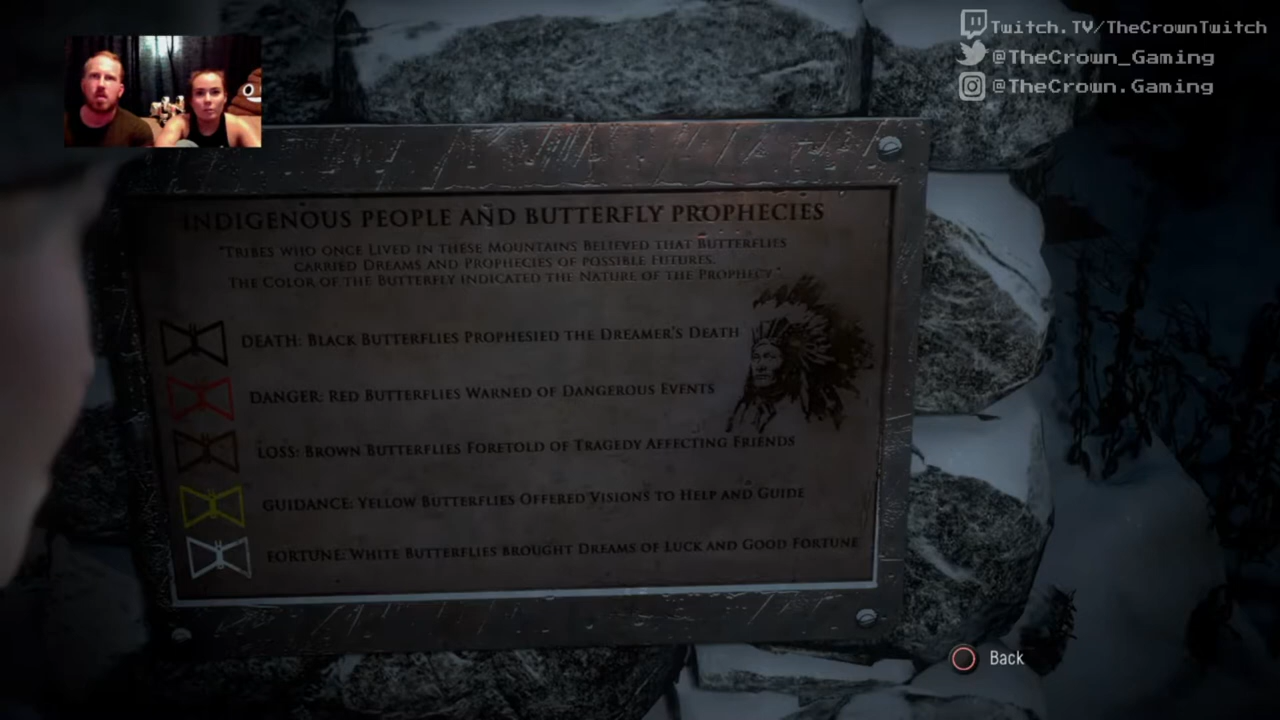 Twitch.TV/TheCrownTwitch
@TheCrown_Gaming
@TheCrown.Gaming
INDIGENOUS PEOPLE AND BUTTERFLY PROPHECIES
"TRIBES WHO ONCE LIVED IN THESE MOUNTAINS BELIEVED THAT BUTTERFLIES
CARRIED DREAMS AND PROPHECIES OF POSSIBLE FUTURES.
THE COLOR OF THE BUTTERFLY INDICATED THE NATURE OF THE PROPHECY."
DEATH: BLACK BUTTERFLIES PROPHESIED THE DREAMER'S DEATH
DANGER: RED BUTTERFLIES WARNED OF DANGEROUS EVENTS
LOSS: BROWN BUTTERFLIES FORETOLD OF TRAGEDY AFFECTING FRIENDS
GUIDANCE: YELLOW BUTTERFLIES OFFERED VISIONS TO HELP AND GUIDE
FORTUNE: WHITE BUTTERFLIES BROUGHT DREAMS OF LUCK AND GOOD FORTUNE
Back